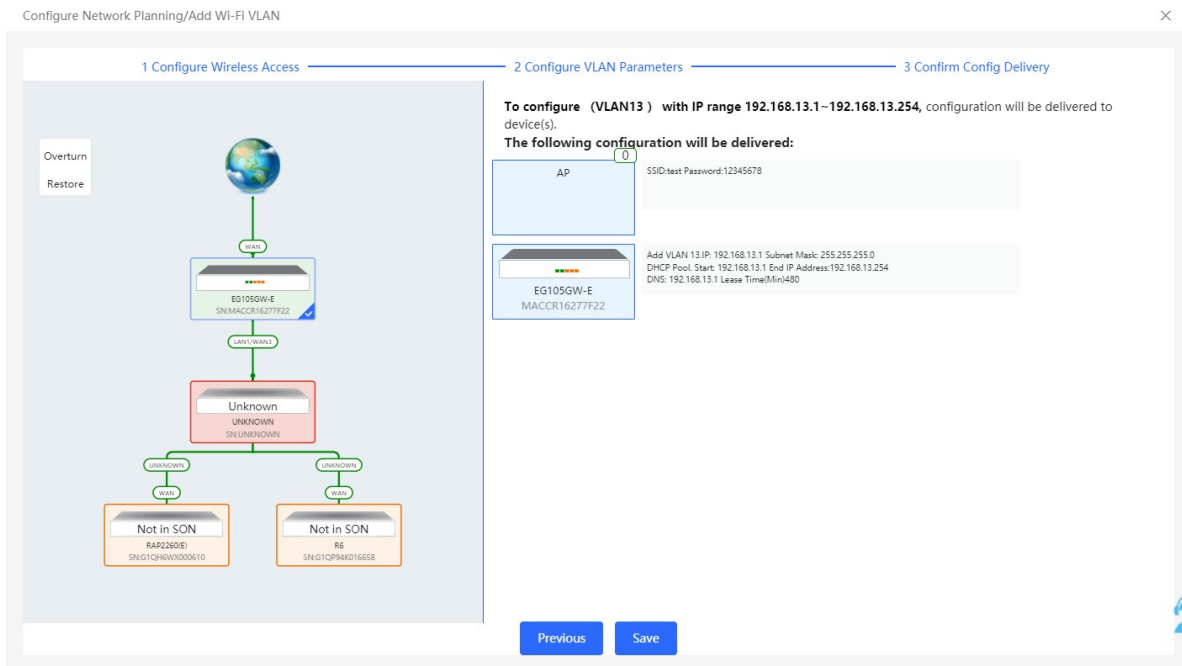 Configure Network Planning/Add Wi-Fi VLAN
1 Configure Wireless Access
2 Configure VLAN Parameters
3 Confirm Config Delivery
Overturn
Restore
WAN
EG105GW-E
SN:MACCR16277F22
LAN1/WAN3
Unknown
UNKNOWN
SN:UNKNOWN
UNKNOWN
UNKNOWN
WAN
WAN
Not in SON
RAP2260(E)
SN:G1QH6WX000610
Not in SON
R6
SN:G1QP94K016658
To configure （VLAN13 ） with IP range 192.168.13.1~192.168.13.254, configuration will be delivered to
device(s).
The following configuration will be delivered:
0
AP
SSID:test Password:12345678
EG105GW-E
MACCR16277F22
Add VLAN 13.IP: 192.168.13.1 Subnet Mask: 255.255.255.0
DHCP Pool. Start: 192.168.13.1 End IP Address:192.168.13.254
DNS: 192.168.13.1 Lease Time(Min)480
Previous
Save